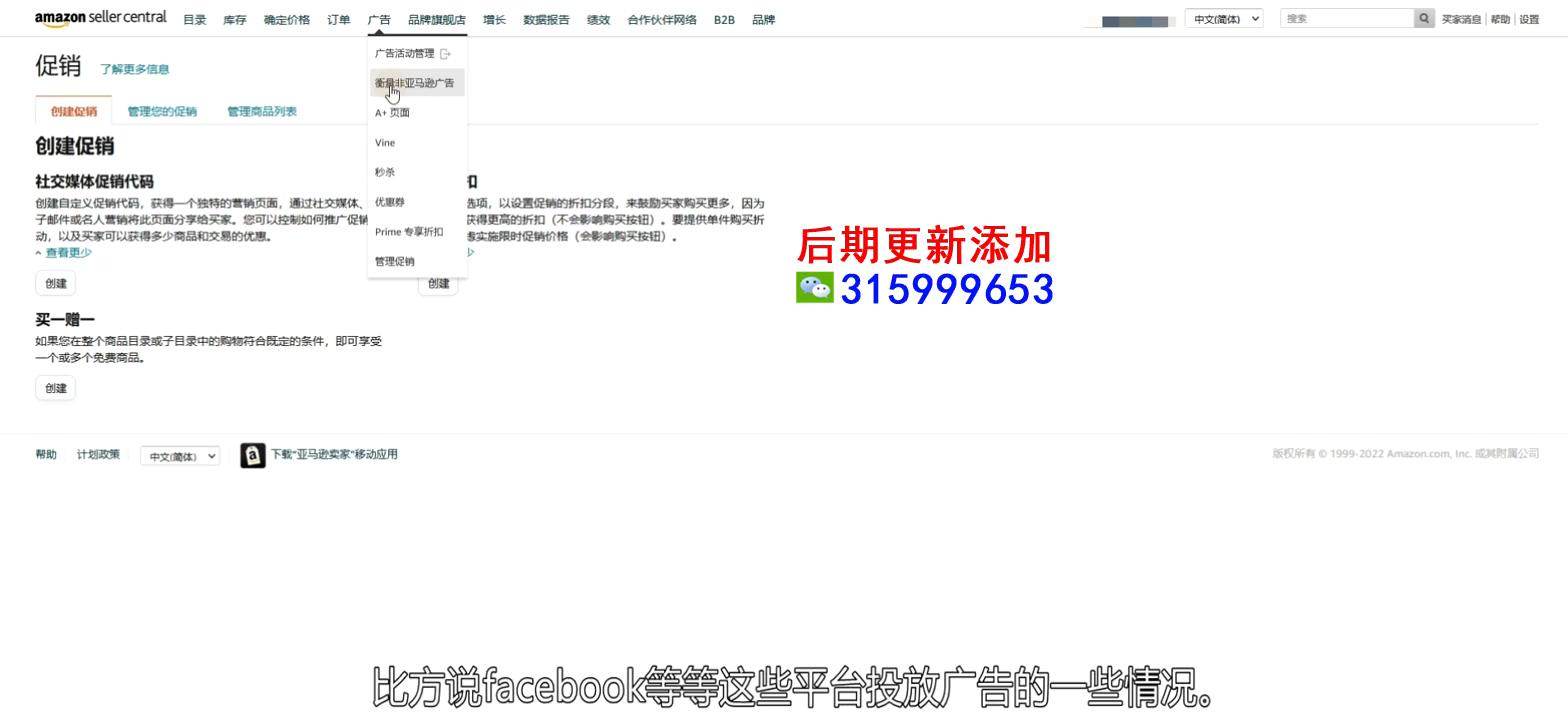 amazon seller central 目录 库存 确定价格 订单 广告 品牌旗舰店 增长 数据报告 绩效 合作伙伴网络 B2B 品牌 中文(简体) 搜索 买家消息 帮助 设置
广告活动管理
衡量非亚马逊广告
A+ 页面
Vine
秒杀
优惠券
Prime 专享折扣
管理促销
促销 了解更多信息
创建促销 管理您的促销 管理商品列表
创建促销
社交媒体促销代码
创建自定义促销代码，获得一个独特的营销页面，通过社交媒体、
子邮件或名人营销将此页面分享给买家。您可以控制如何推广促销
动，以及买家可以获得多少商品和交易的优惠。
查看更少
创建
扣
选项，以设置促销的折扣分段，来鼓励买家购买更多，因为
获得更高的折扣（不会影响购买按钮）。要提供单件购买折
虑实施限时促销价格（会影响购买按钮）。
少
创建
买一赠一
如果您在整个商品目录或子目录中的购物符合既定的条件，即可享受
一个或多个免费商品。
创建
后期更新添加
315999653
帮助 计划政策 中文(简体) 下载"亚马逊卖家"移动应用
版权所有 © 1999-2022 Amazon.com, Inc. 或其附属公司
比方说facebook等等这些平台投放广告的一些情况。